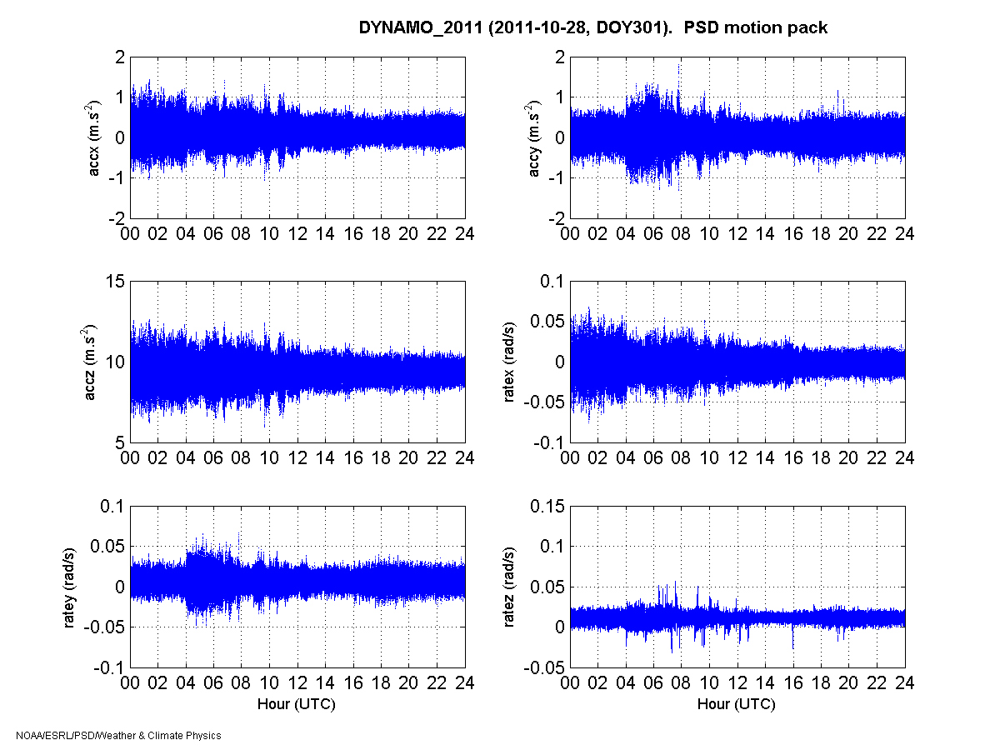 DYNAMO_2011 (2011-10-28, DOY301).  PSD motion pack
accx (m.s-2)
2
1
0
-1
-2
00 02 04 06 08 10 12 14 16 18 20 22 24
accy (m.s-2)
2
1
0
-1
-2
00 02 04 06 08 10 12 14 16 18 20 22 24
accz (m.s-2)
15
10
5
00 02 04 06 08 10 12 14 16 18 20 22 24
ratex (rad/s)
0.1
0.05
0
-0.05
-0.1
00 02 04 06 08 10 12 14 16 18 20 22 24
ratey (rad/s)
0.1
0.05
0
-0.05
-0.1
00 02 04 06 08 10 12 14 16 18 20 22 24
Hour (UTC)
ratez (rad/s)
0.15
0.1
0.05
0
-0.05
00 02 04 06 08 10 12 14 16 18 20 22 24
Hour (UTC)
NOAA/ESRL/PSD/Weather & Climate Physics